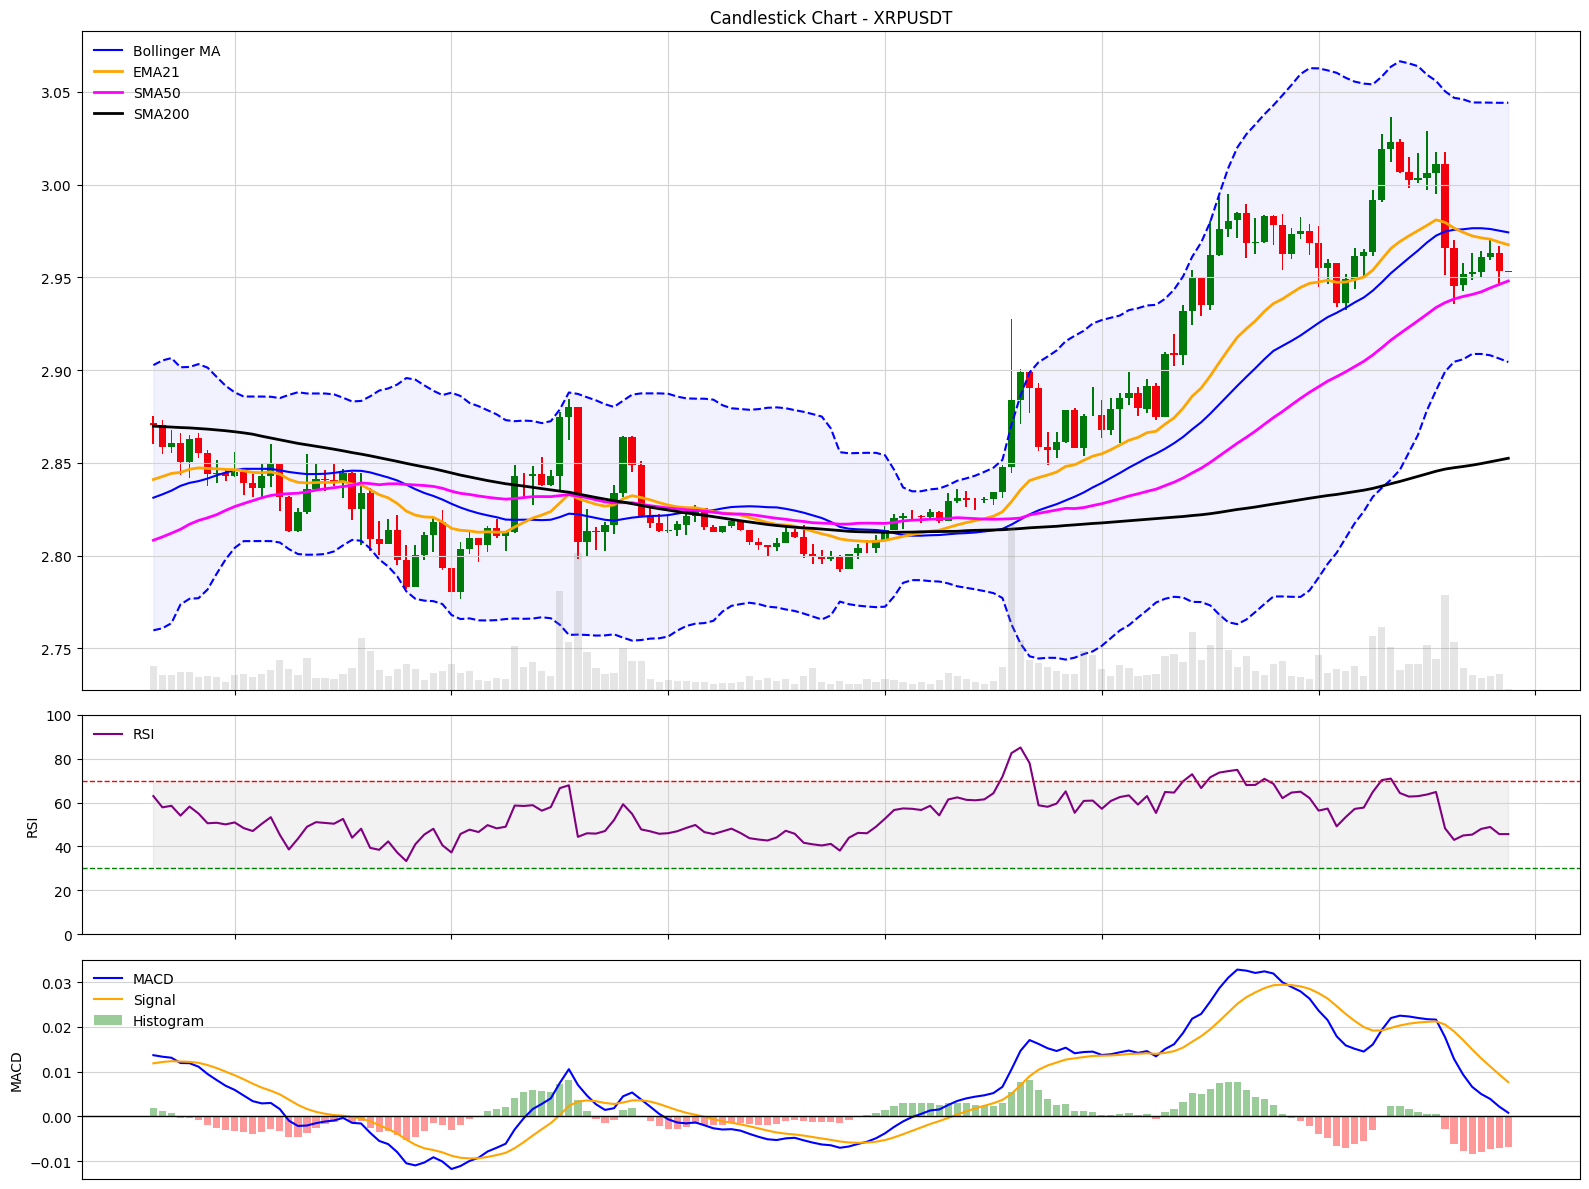 Candlestick Chart - XRPUSDT
Bollinger MA
EMA21
SMA50
SMA200
3.05
3.00
2.95
2.90
2.85
2.80
2.75
RSI
100
80
60
40
20
0
RSI
MACD
Signal
Histogram
0.03
0.02
0.01
0.00
−0.01
MACD